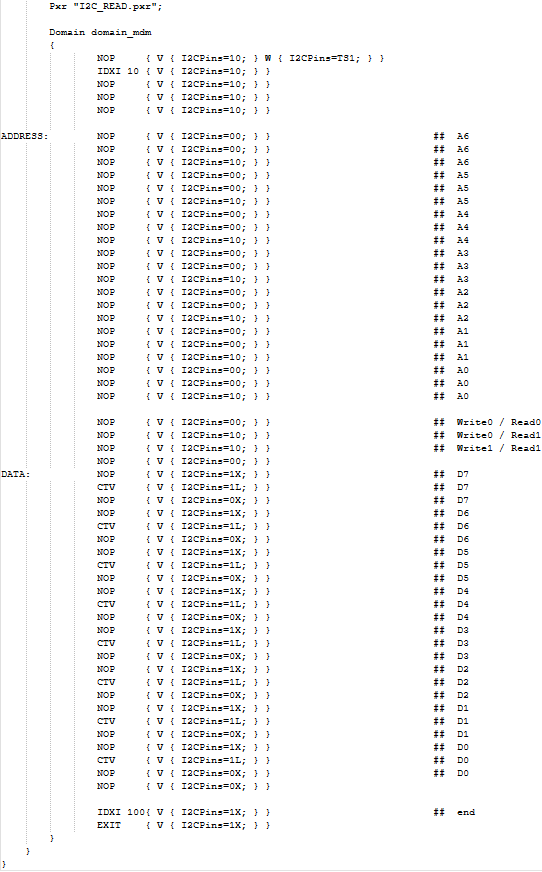 Pxr "I2C_READ.pxr";
Domain domain_mdm
{
NOP { V { I2CPins=10; } W { I2CPins=TS1; } }
IDXI 10 { V { I2CPins=10; } }
NOP { V { I2CPins=10; } }
NOP { V { I2CPins=10; } }
NOP { V { I2CPins=10; } }
ADDRESS: NOP { V { I2CPins=00; } } ## A6
NOP { V { I2CPins=00; } } ## A6
NOP { V { I2CPins=10; } } ## A6
NOP { V { I2CPins=00; } } ## A5
NOP { V { I2CPins=00; } } ## A5
NOP { V { I2CPins=10; } } ## A5
NOP { V { I2CPins=00; } } ## A4
NOP { V { I2CPins=00; } } ## A4
NOP { V { I2CPins=10; } } ## A4
NOP { V { I2CPins=00; } } ## A3
NOP { V { I2CPins=00; } } ## A3
NOP { V { I2CPins=10; } } ## A3
NOP { V { I2CPins=00; } } ## A2
NOP { V { I2CPins=00; } } ## A2
NOP { V { I2CPins=10; } } ## A2
NOP { V { I2CPins=00; } } ## A1
NOP { V { I2CPins=00; } } ## A1
NOP { V { I2CPins=10; } } ## A1
NOP { V { I2CPins=00; } } ## A0
NOP { V { I2CPins=00; } } ## A0
NOP { V { I2CPins=10; } } ## A0
NOP { V { I2CPins=00; } } ## Write0 / Read0
NOP { V { I2CPins=10; } } ## Write0 / Read1
NOP { V { I2CPins=10; } } ## Write1 / Read1
NOP { V { I2CPins=00; } }
DATA: NOP { V { I2CPins=1X; } } ## D7
CTV { V { I2CPins=1L; } } ## D7
NOP { V { I2CPins=0X; } } ## D7
NOP { V { I2CPins=1X; } } ## D6
CTV { V { I2CPins=1L; } } ## D6
NOP { V { I2CPins=0X; } } ## D6
NOP { V { I2CPins=1X; } } ## D5
CTV { V { I2CPins=1L; } } ## D5
NOP { V { I2CPins=0X; } } ## D5
NOP { V { I2CPins=1X; } } ## D4
CTV { V { I2CPins=1L; } } ## D4
NOP { V { I2CPins=0X; } } ## D4
NOP { V { I2CPins=1X; } } ## D3
CTV { V { I2CPins=1L; } } ## D3
NOP { V { I2CPins=0X; } } ## D3
NOP { V { I2CPins=1X; } } ## D2
CTV { V { I2CPins=1L; } } ## D2
NOP { V { I2CPins=0X; } } ## D2
NOP { V { I2CPins=1X; } } ## D1
CTV { V { I2CPins=1L; } } ## D1
NOP { V { I2CPins=0X; } } ## D1
NOP { V { I2CPins=1X; } } ## D0
CTV { V { I2CPins=1L; } } ## D0
NOP { V { I2CPins=0X; } } ## D0
NOP { V { I2CPins=0X; } }
IDXI 100{ V { I2CPins=1X; } } ## end
EXIT { V { I2CPins=1X; } }
}
}
}